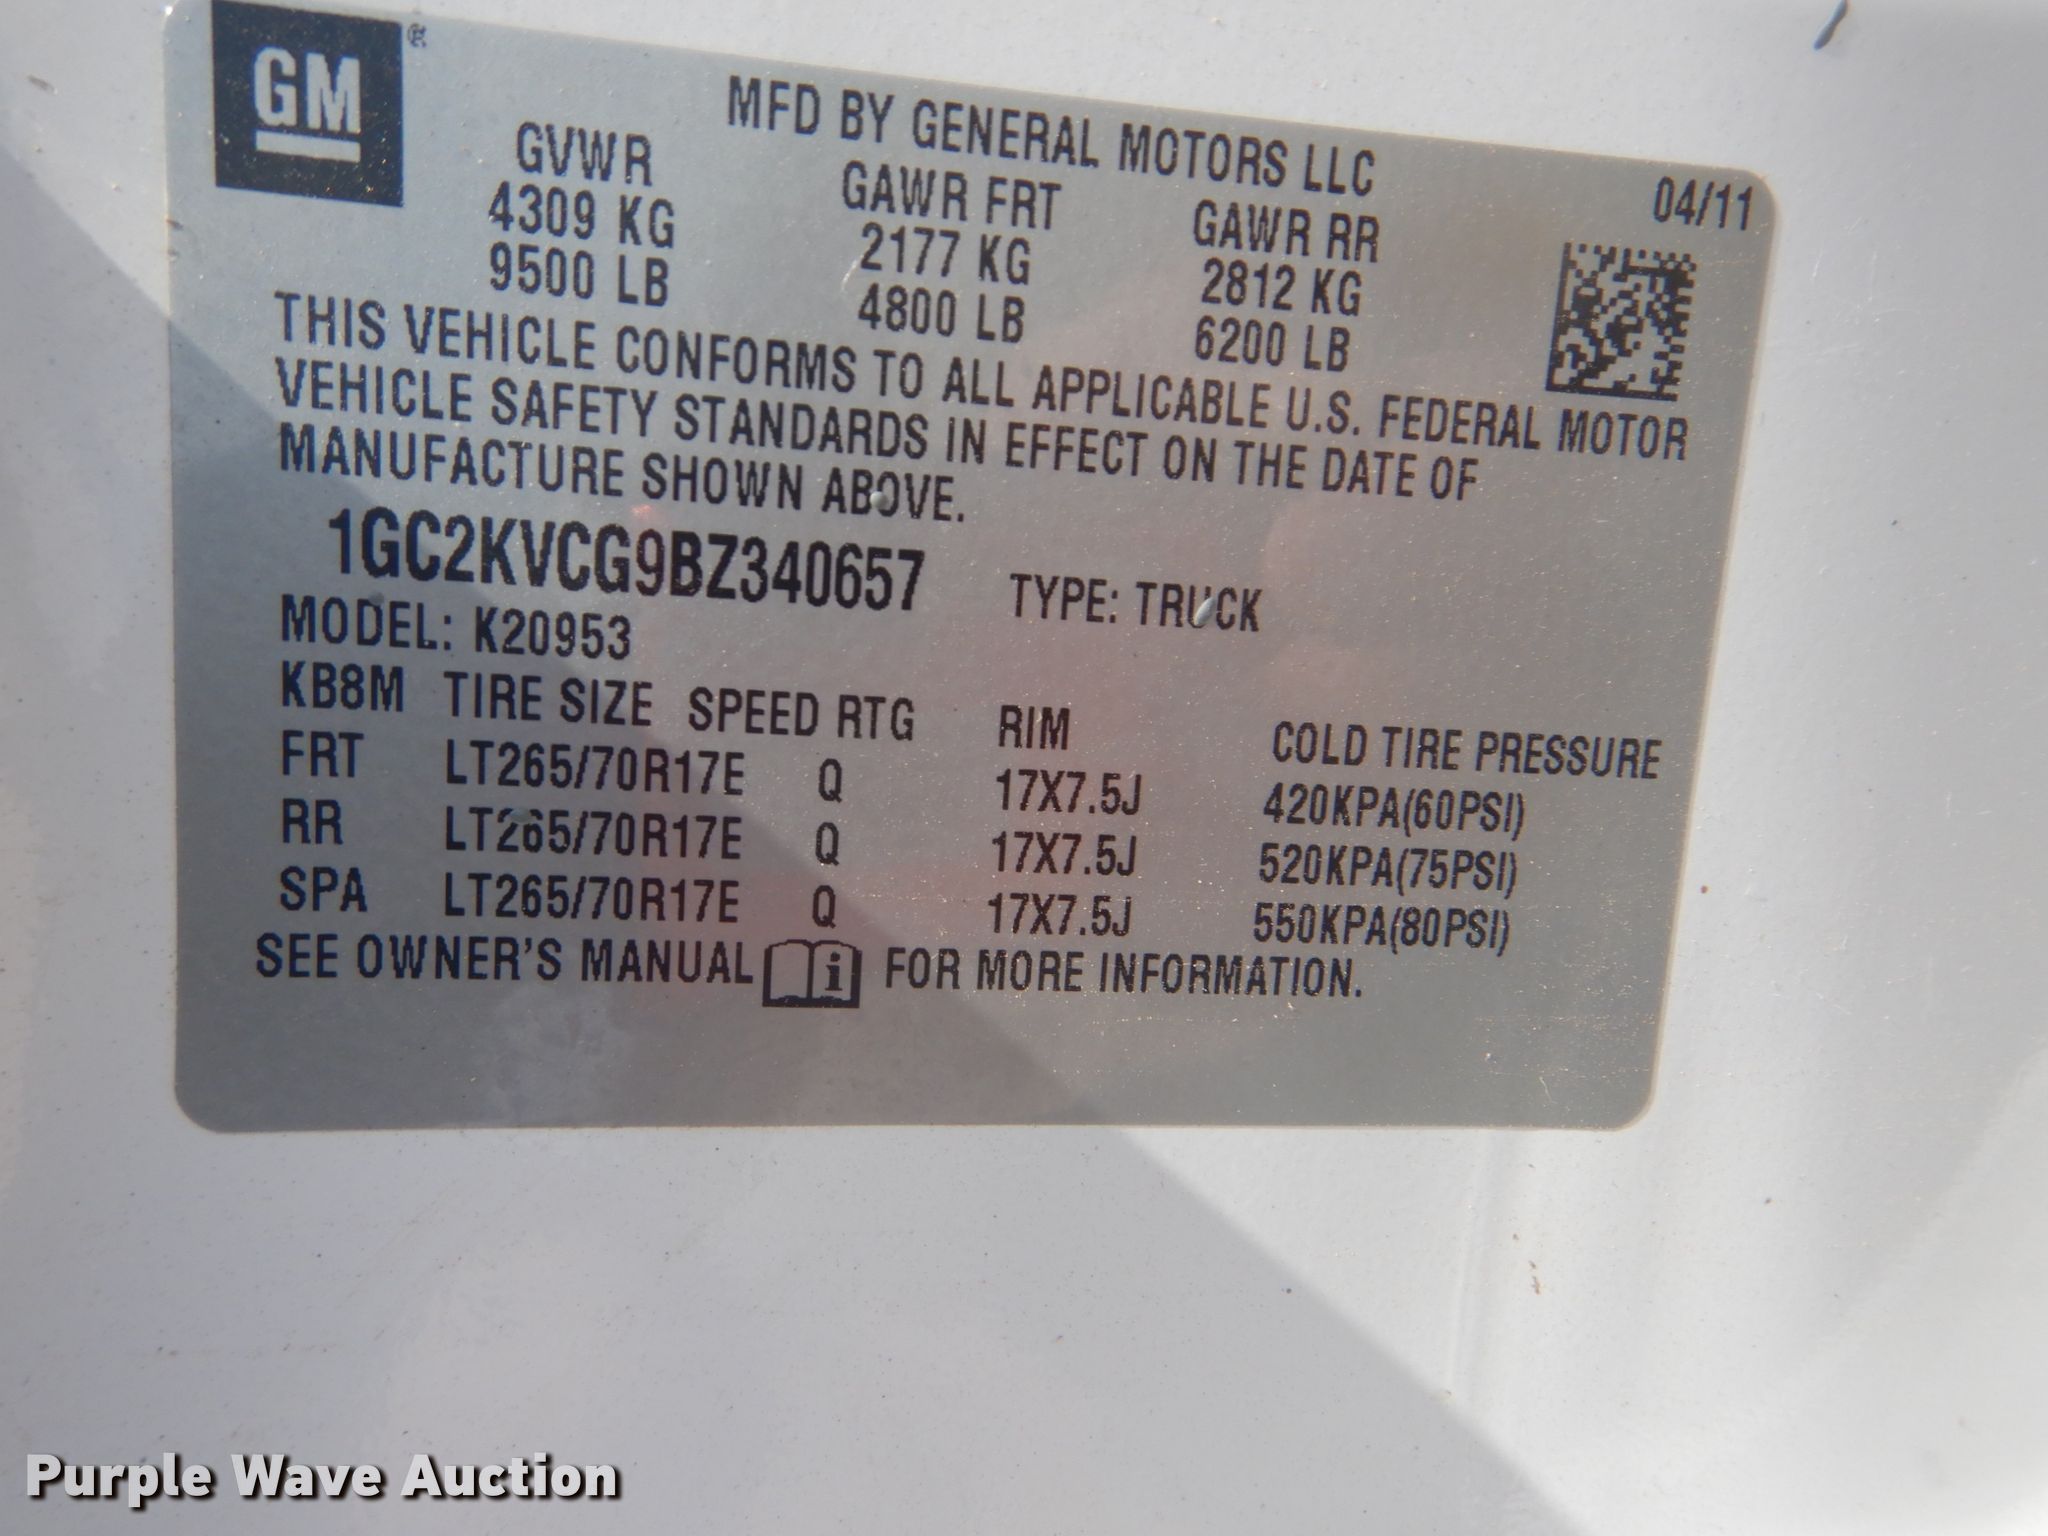 GM
MFD BY GENERAL MOTORS LLC
04/11
GVWR GAWR FRT GAWR RR
4309 KG 2177 KG 2812 KG
9500 LB 4800 LB 6200 LB
THIS VEHICLE CONFORMS TO ALL APPLICABLE U.S. FEDERAL MOTOR
VEHICLE SAFETY STANDARDS IN EFFECT ON THE DATE OF
MANUFACTURE SHOWN ABOVE.
1GC2KVCG9BZ340657 TYPE: TRUCK
MODEL: K20953
KB8M TIRE SIZE SPEED RTG RIM COLD TIRE PRESSURE
FRT LT265/70R17E Q 17X7.5J 420KPA(60PSI)
RR LT265/70R17E Q 17X7.5J 520KPA(75PSI)
SPA LT265/70R17E Q 17X7.5J 550KPA(80PSI)
SEE OWNER'S MANUAL i FOR MORE INFORMATION.
Purple Wave Auction